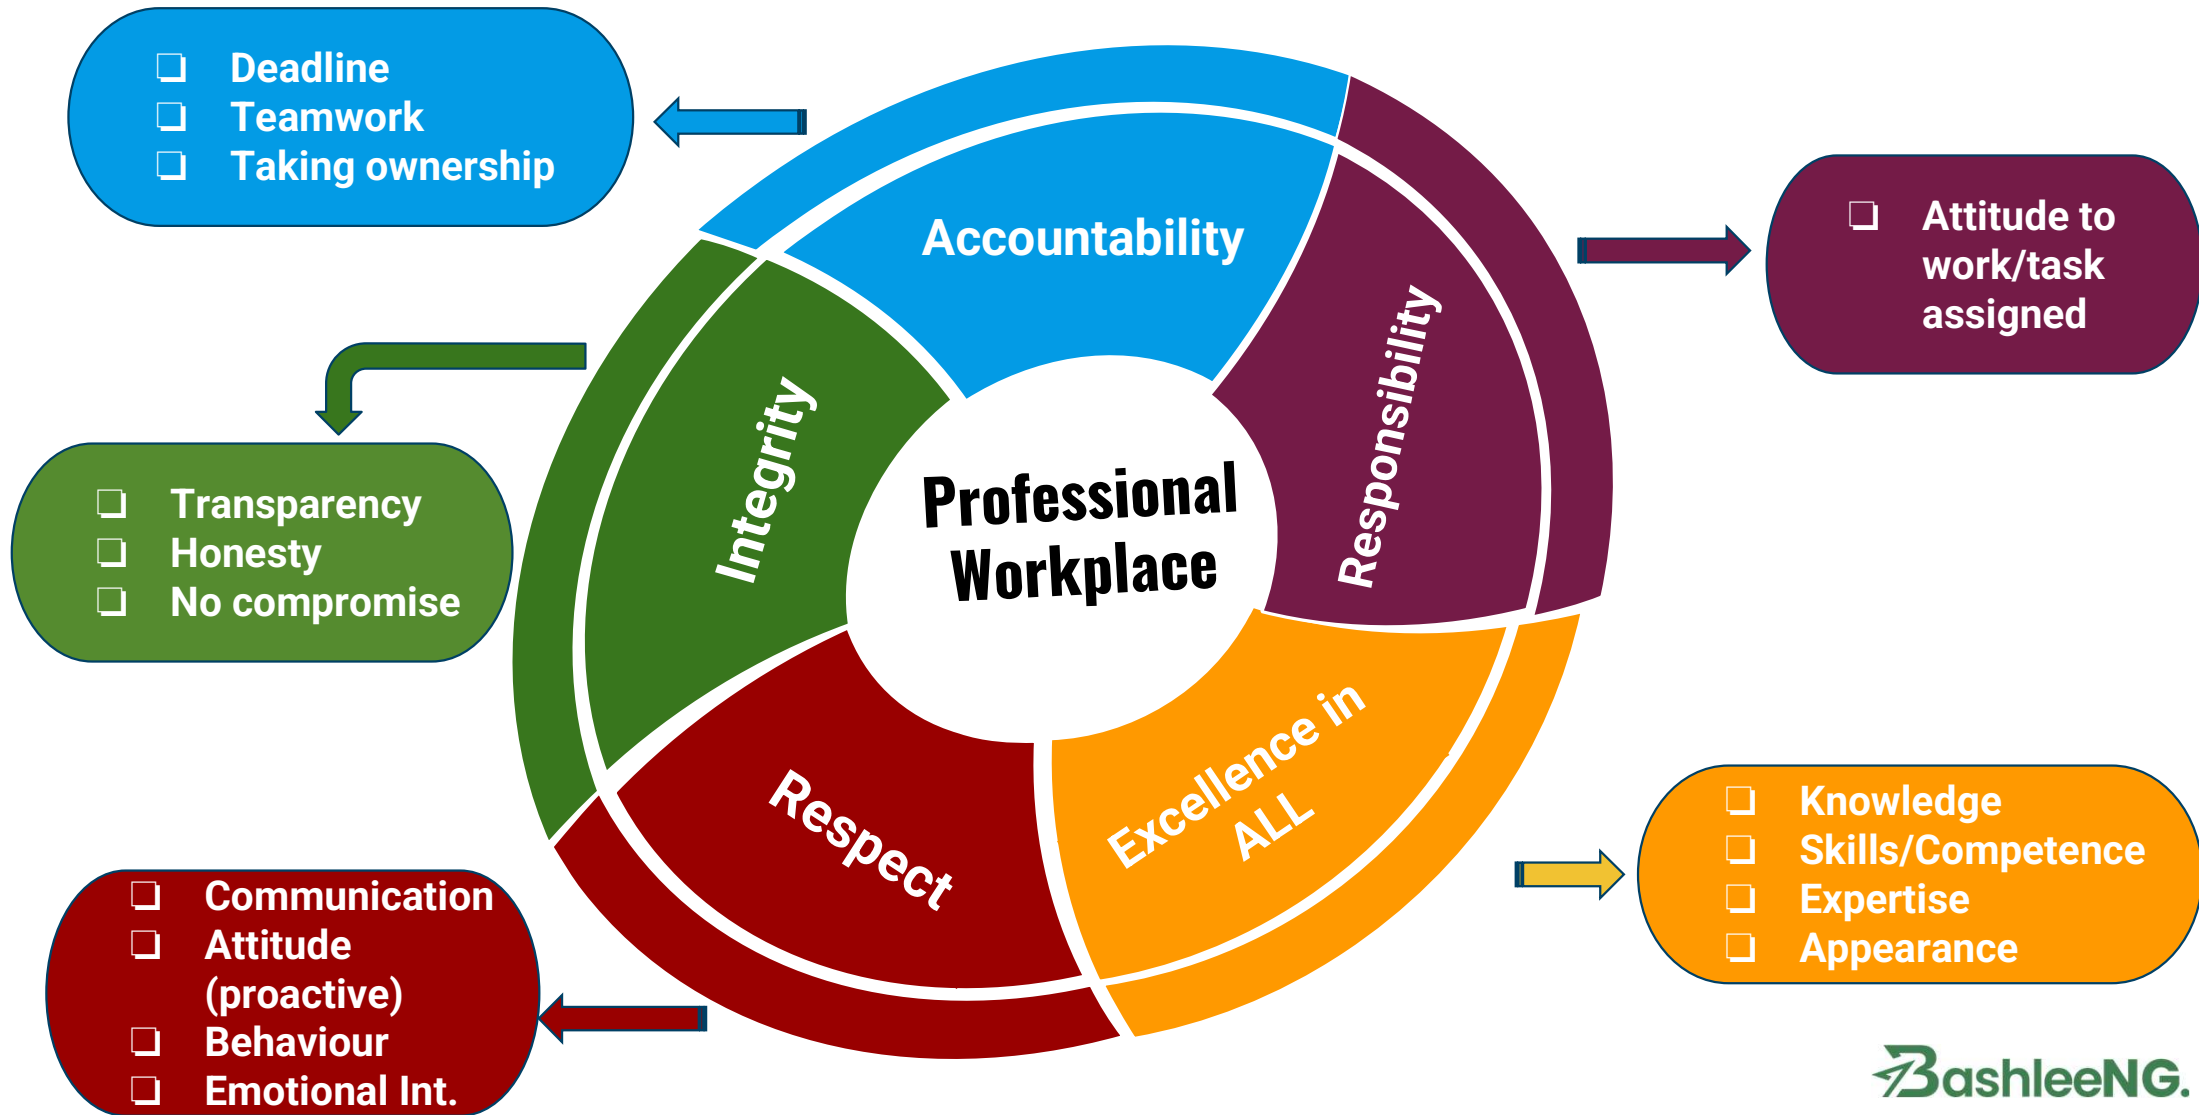 Deadline
Teamwork
Taking ownership
Accountability
Attitude to
work/task
assigned
Responsibility
Integrity
Transparency
Honesty
No compromise
Professional
Workplace
Excellence in
ALL
Respect
Knowledge
Skills/Competence
Expertise
Appearance
Communication
Attitude
(proactive)
Behaviour
Emotional Int.
BashleeNG.